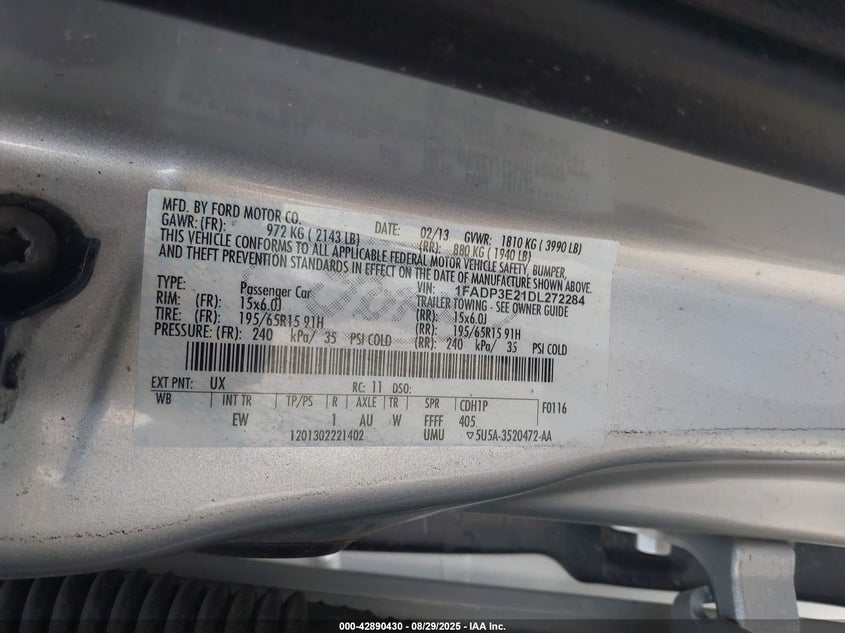 MFD. BY FORD MOTOR CO.
DATE: 02/13 GVWR: 1810 KG ( 3990 LB)
GAWR: (FR): 972 KG ( 2143 LB) (RR): 880 KG ( 1940 LB)
THIS VEHICLE CONFORMS TO ALL APPLICABLE FEDERAL MOTOR VEHICLE SAFETY, BUMPER,
AND THEFT PREVENTION STANDARDS IN EFFECT ON THE DATE OF MANUFACTURE SHOWN ABOVE.
VIN: 1FADP3E21DL272284
TYPE: Passenger Car TRAILER TOWING - SEE OWNER GUIDE
RIM: (FR): 15x6.0J (RR): 15x6.0J
TIRE: (FR): 195/65R15 91H (RR): 195/65R15 91H
PRESSURE: (FR): 240 kPa/ 35 PSI COLD (RR): 240 kPa/ 35 PSI COLD
EXT PNT: UX RC: 11 DSO:
WB INT TR TP/PS R AXLE TR SPR CDH1P F0116
EW 1 AU W FFFF 405
1201302221402 UMU ▽5U5A-3520472-AA
000-42890430 - 08/29/2025 - IAA Inc.